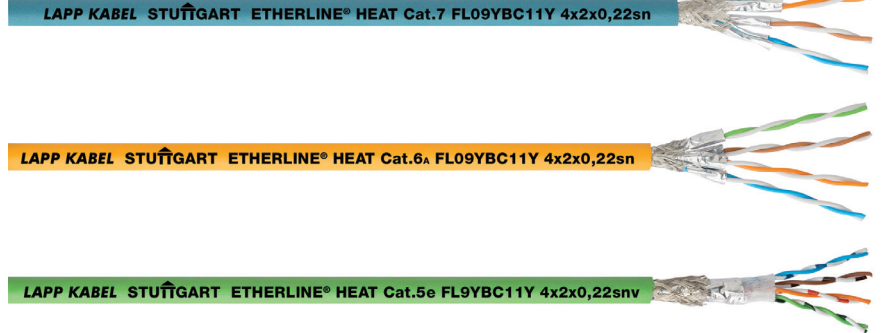 LAPP KABEL STUTTGART ETHERLINE® HEAT Cat.7 FL09YBC11Y 4x2x0,22sn
LAPP KABEL STUTTGART ETHERLINE® HEAT Cat.6A FL09YBC11Y 4x2x0,22sn
LAPP KABEL STUTTGART ETHERLINE® HEAT Cat.5e FL9YBC11Y 4x2x0,22snv